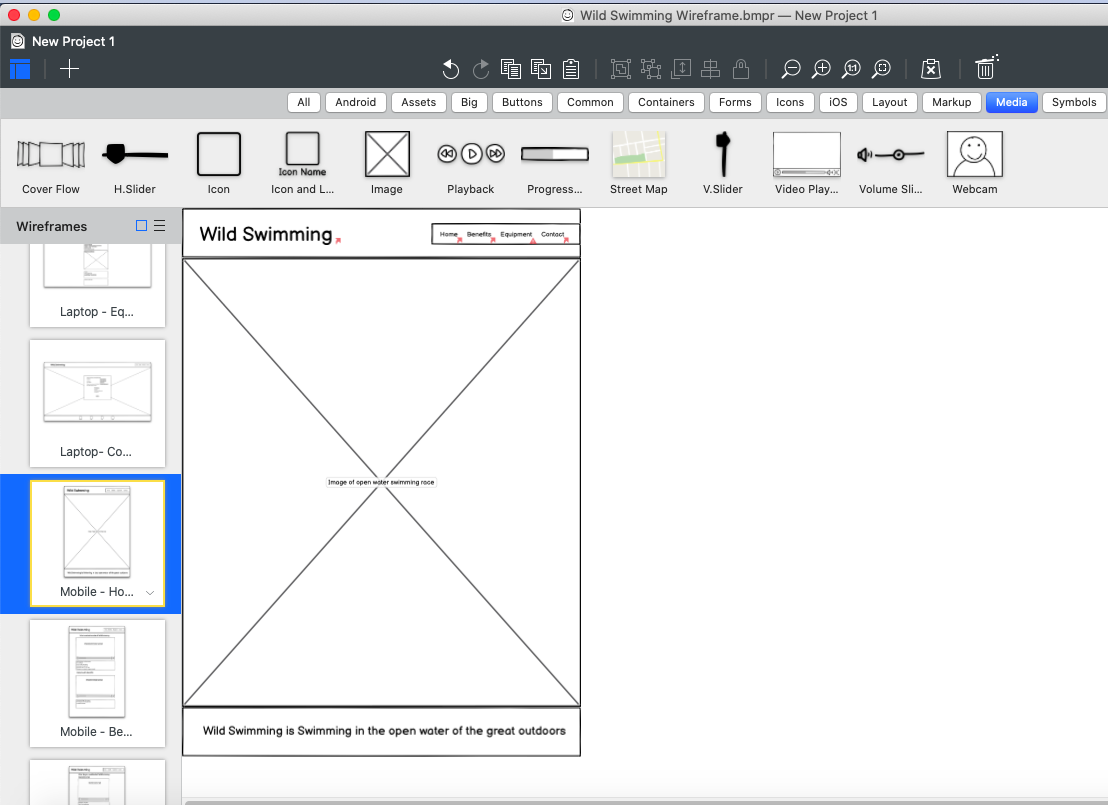 Wild Swimming Wireframe.bmpr — New Project 1
New Project 1
1:1
All Android Assets Big Buttons Common Containers Forms Icons iOS Layout Markup Media Symbols
Icon Name
Cover Flow H.Slider Icon Icon and L... Image Playback Progress... Street Map V.Slider Video Play... Volume Sli... Webcam
Wireframes
Laptop - Eq...
Laptop- Co...
Mobile - Ho...
Mobile - Be...
Wild Swimming
Home Benefits Equipment Contact
Image of open water swimming race
Wild Swimming is Swimming in the open water of the great outdoors